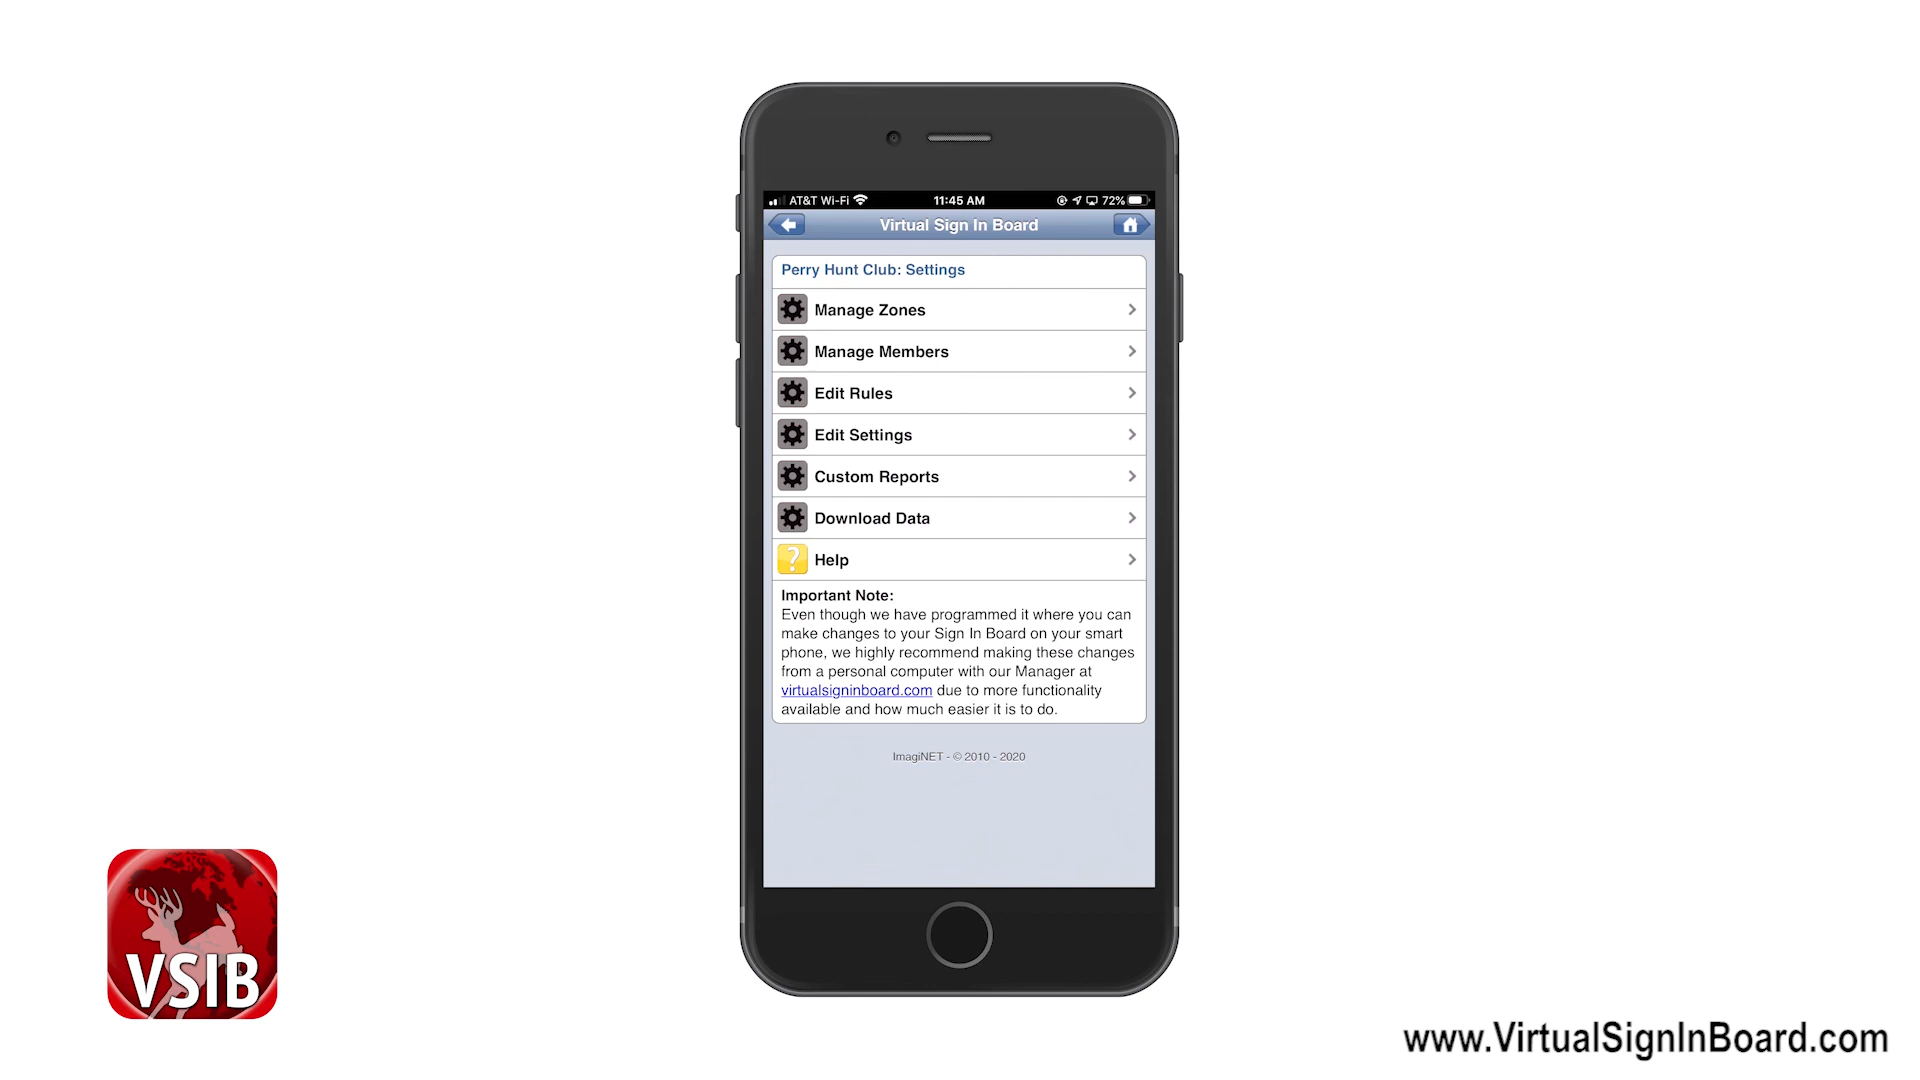 AT&T Wi-Fi 11:45 AM 72%
Virtual Sign In Board
Perry Hunt Club: Settings
Manage Zones
Manage Members
Edit Rules
Edit Settings
Custom Reports
Download Data
? Help
Important Note:
Even though we have programmed it where you can
make changes to your Sign In Board on your smart
phone, we highly recommend making these changes
from a personal computer with our Manager at
virtualsigninboard.com due to more functionality
available and how much easier it is to do.
ImagiNET - © 2010 - 2020
VSIB
www.VirtualSignInBoard.com